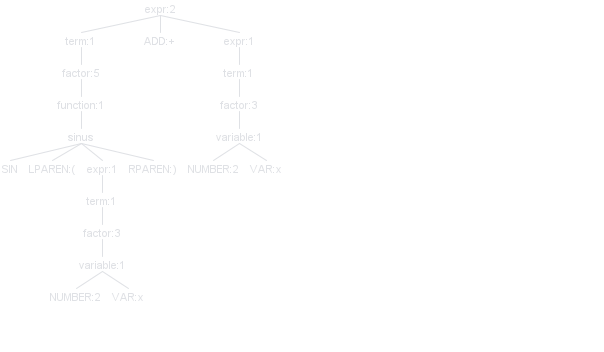 expr:2
term:1 ADD:+ expr:1
factor:5 term:1
function:1 factor:3
sinus variable:1
SIN LPAREN:( expr:1 RPAREN:) NUMBER:2 VAR:x
term:1
factor:3
variable:1
NUMBER:2 VAR:x